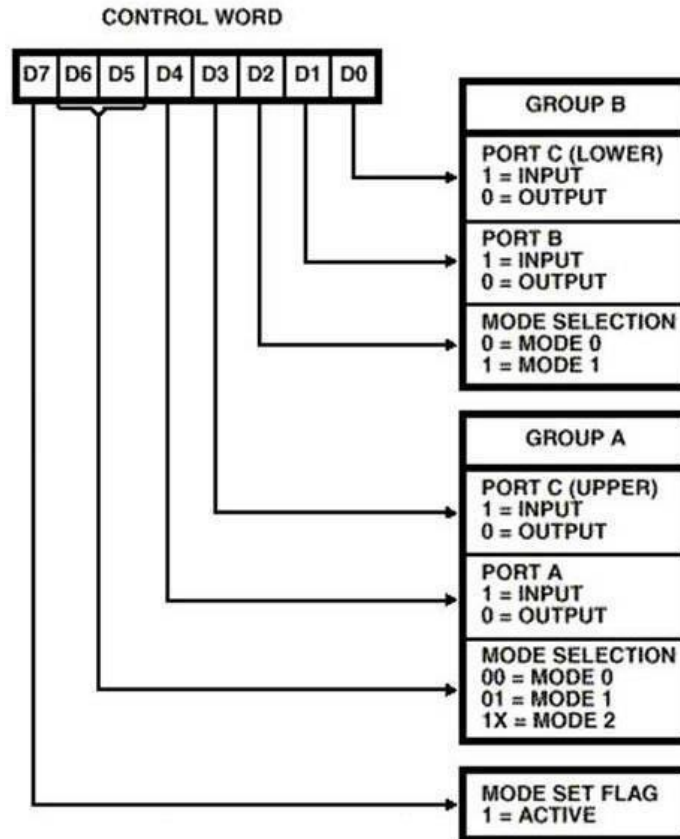 CONTROL WORD
D7 D6 D5 D4 D3 D2 D1 D0
GROUP B
PORT C (LOWER)
1 = INPUT
0 = OUTPUT
PORT B
1 = INPUT
0 = OUTPUT
MODE SELECTION
0 = MODE 0
1 = MODE 1
GROUP A
PORT C (UPPER)
1 = INPUT
0 = OUTPUT
PORT A
1 = INPUT
0 = OUTPUT
MODE SELECTION
00 = MODE 0
01 = MODE 1
1X = MODE 2
MODE SET FLAG
1 = ACTIVE